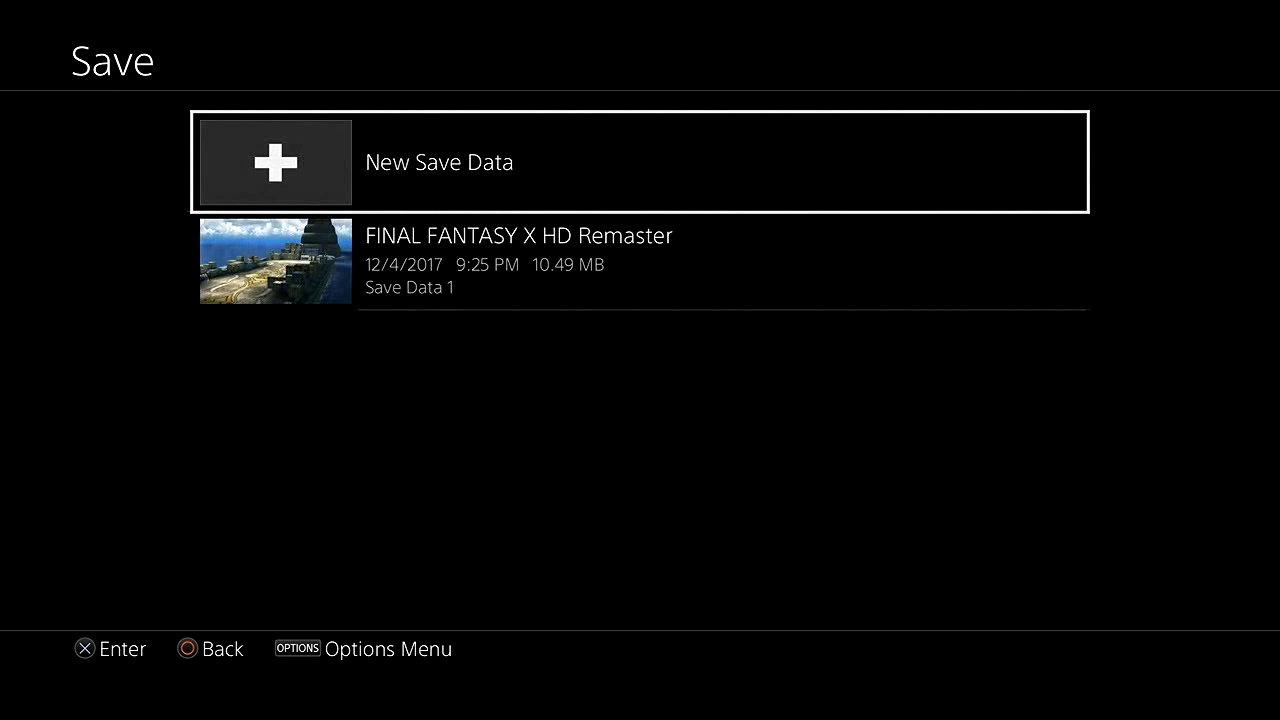 Save
New Save Data
FINAL FANTASY X HD Remaster
12/4/2017 9:25 PM 10.49 MB
Save Data 1
Enter Back OPTIONS Options Menu